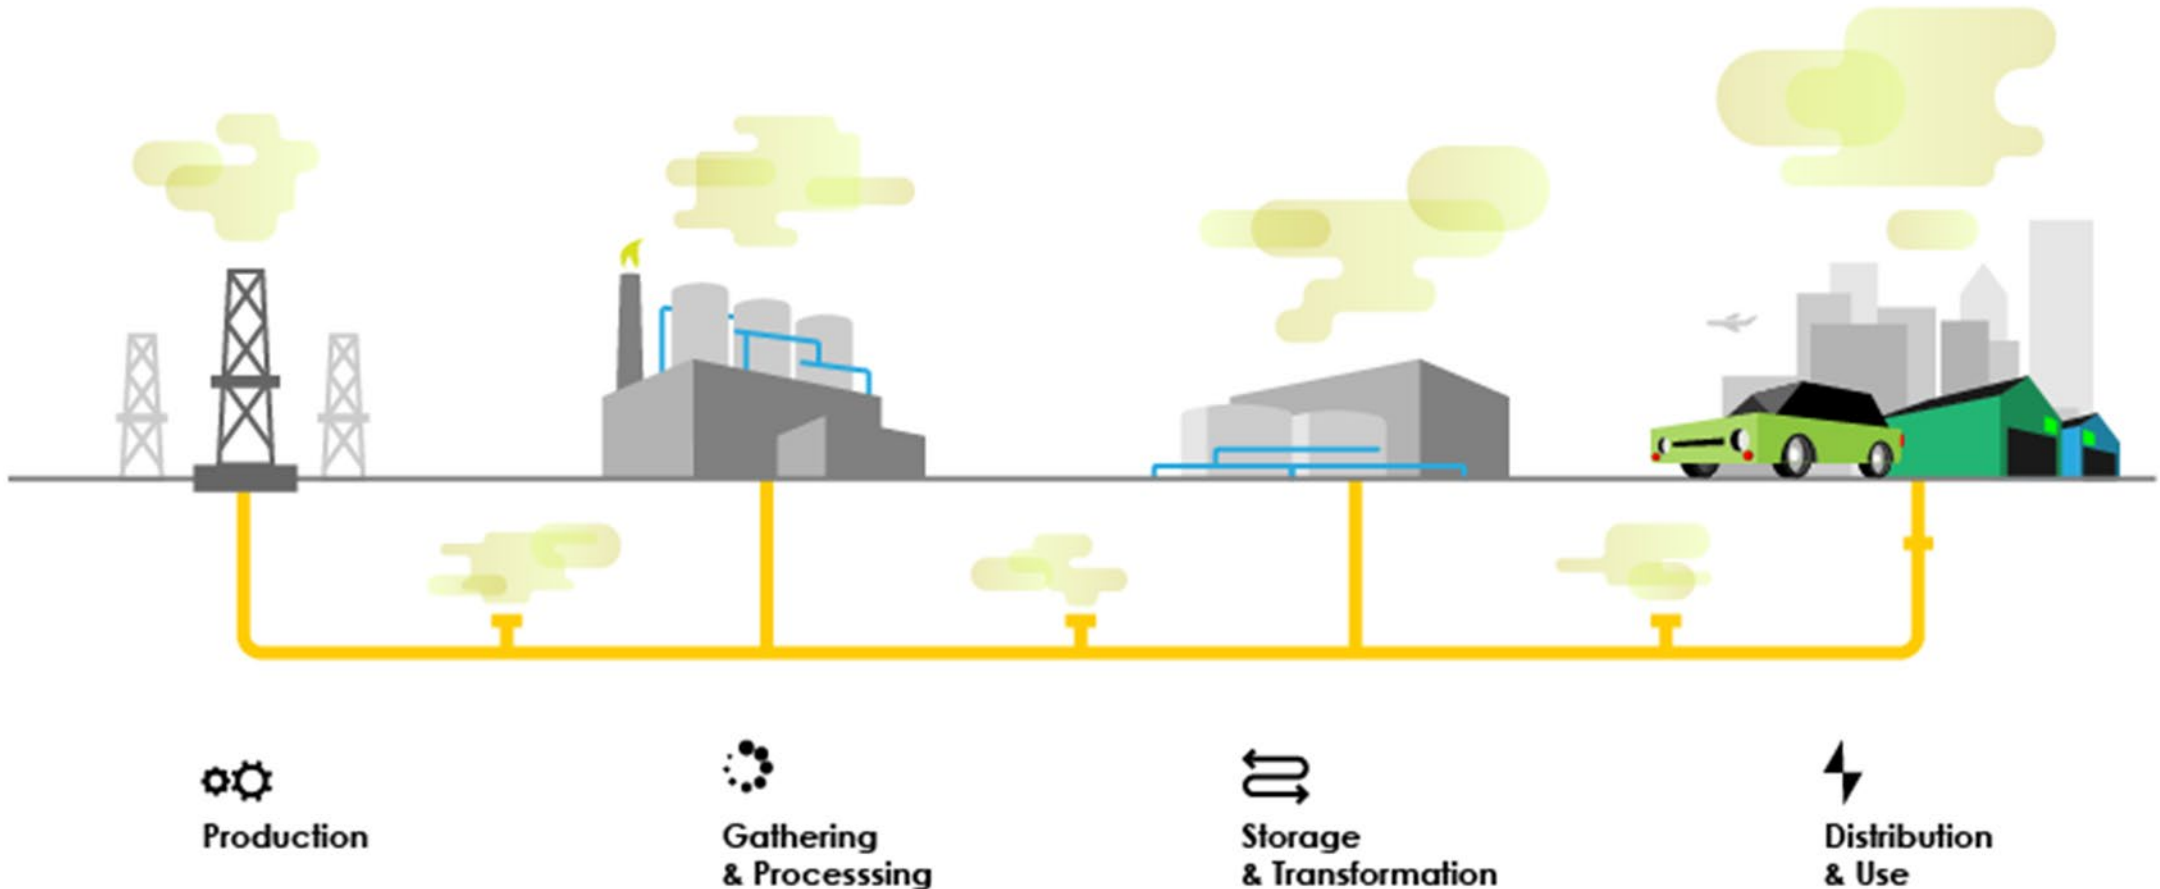 Production
Gathering
& Processsing
Storage
& Transformation
Distribution
& Use